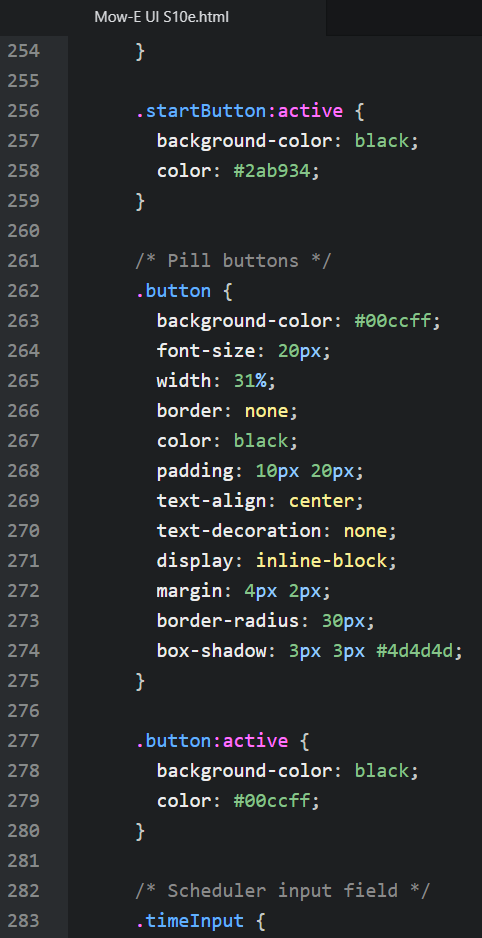 Mow-E UI S10e.html
254 }
255
256 .startButton:active {
257 background-color: black;
258 color: #2ab934;
259 }
260
261 /* Pill buttons */
262 .button {
263 background-color: #00ccff;
264 font-size: 20px;
265 width: 31%;
266 border: none;
267 color: black;
268 padding: 10px 20px;
269 text-align: center;
270 text-decoration: none;
271 display: inline-block;
272 margin: 4px 2px;
273 border-radius: 30px;
274 box-shadow: 3px 3px #4d4d4d;
275 }
276
277 .button:active {
278 background-color: black;
279 color: #00ccff;
280 }
281
282 /* Scheduler input field */
283 .timeInput {